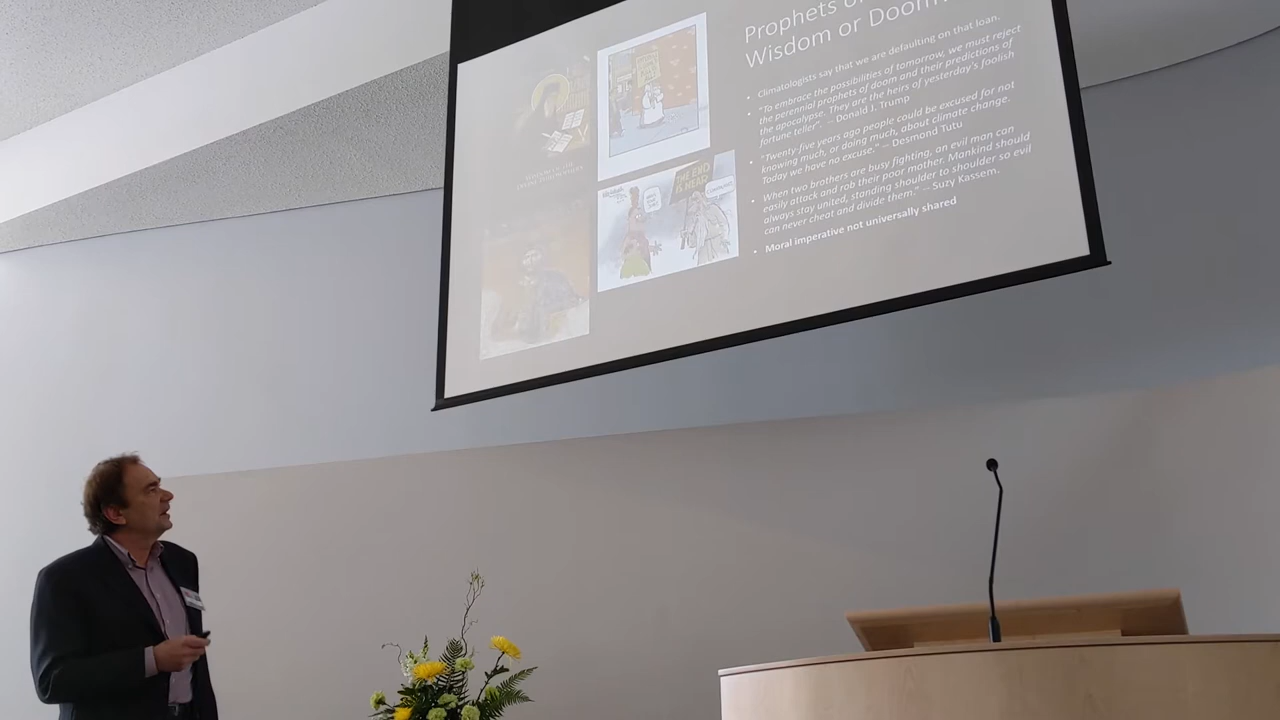 Prophets of
Wisdom or Doom
Climatologists say that we are defaulting on that loan.
"To embrace the possibilities of tomorrow, we must reject
the perennial prophets of doom and their predictions of
the apocalypse. They are the heirs of yesterday's foolish
fortune teller". – Donald J. Trump
"Twenty-five years ago people could be excused for not
knowing much, or doing much, about climate change.
Today we have no excuse." – Desmond Tutu
When two brothers are busy fighting, an evil man can
easily attack and rob their poor mother. Mankind should
always stay united, standing shoulder to shoulder so evil
can never cheat and divide them." -- Suzy Kassem.
Moral imperative not universally shared
THE END
IS NEAR